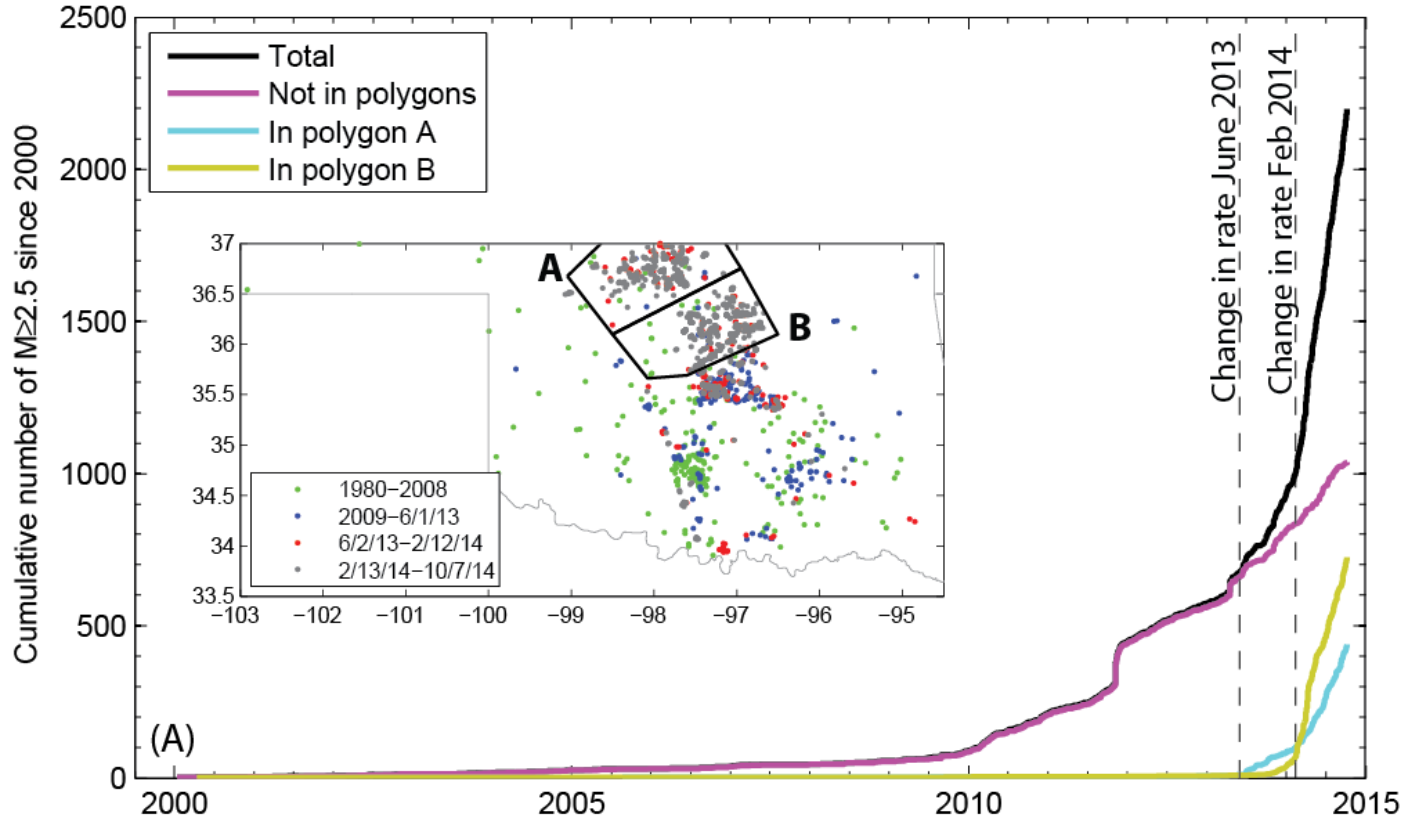 Cumulative number of M≥2.5 since 2000
2500
2000
1500
1000
500
0
Total
Not in polygons
In polygon A
In polygon B
Change in rate June 2013
Change in rate Feb 2014
37
36.5
36
35.5
35
34.5
34
33.5
A
B
1980−2008
2009−6/1/13
6/2/13−2/12/14
2/13/14−10/7/14
−103 −102 −101 −100 −99 −98 −97 −96 −95
(A)
2000 2005 2010 2015